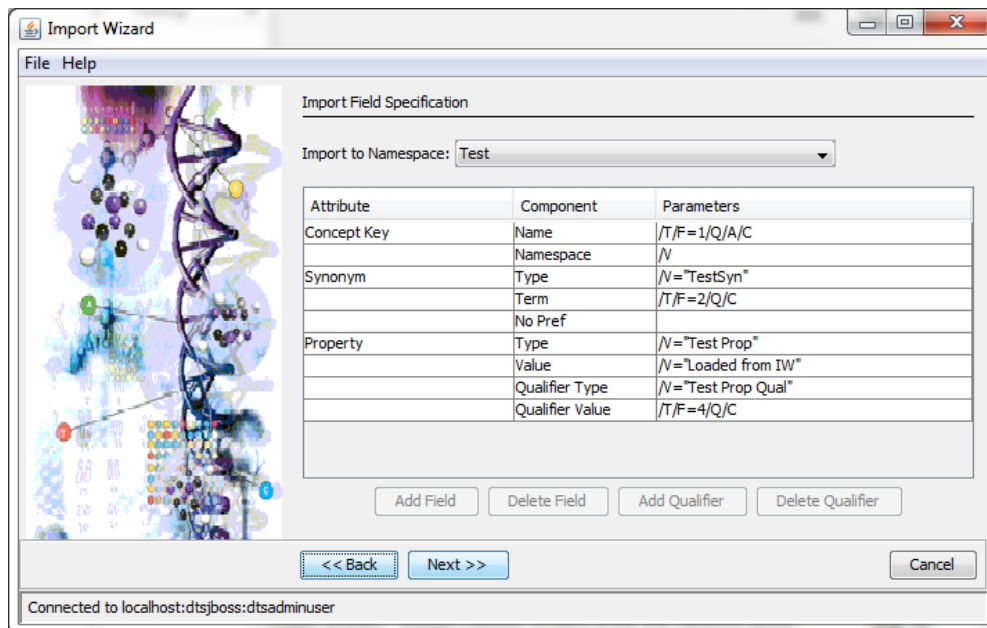 Import Wizard
File Help
Import Field Specification
Import to Namespace: Test
Attribute Component Parameters
Concept Key Name /T/F=1/Q/A/C
Namespace /V
Synonym Type /V="TestSyn"
Term /T/F=2/Q/C
No Pref
Property Type /V="Test Prop"
Value /V="Loaded from IW"
Qualifier Type /V="Test Prop Qual"
Qualifier Value /T/F=4/Q/C
Add Field Delete Field Add Qualifier Delete Qualifier
<< Back Next >> Cancel
Connected to localhost:dtsjboss:dtsadminuser